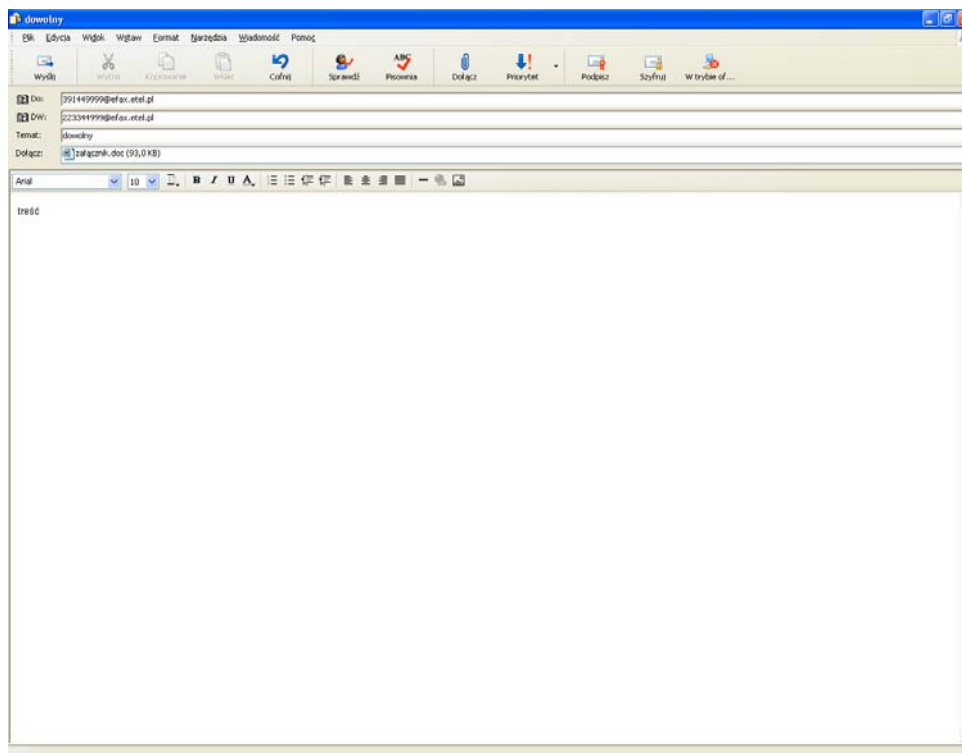 dowolny
Plik Edycja Widok Wstaw Format Narzędzia Wiadomość Pomoc
Wyślij Wytnij Kopiowanie Wklej Cofnij Sprawdź Pisownia Dołącz Priorytet Podpisz Szyfruj W trybie of...
Do: 391449999@efax.etel.pl
DW: 223344999@efax.etel.pl
Temat: dowolny
Dołącz: załącznik.doc (93,0 KB)
Arial 10 B I U A
treść